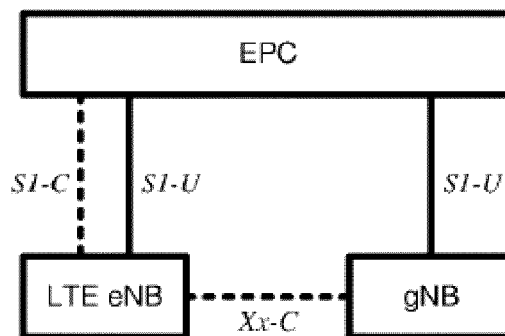 EPC
S1-C
S1-U
S1-U
LTE eNB
Xx-C
gNB